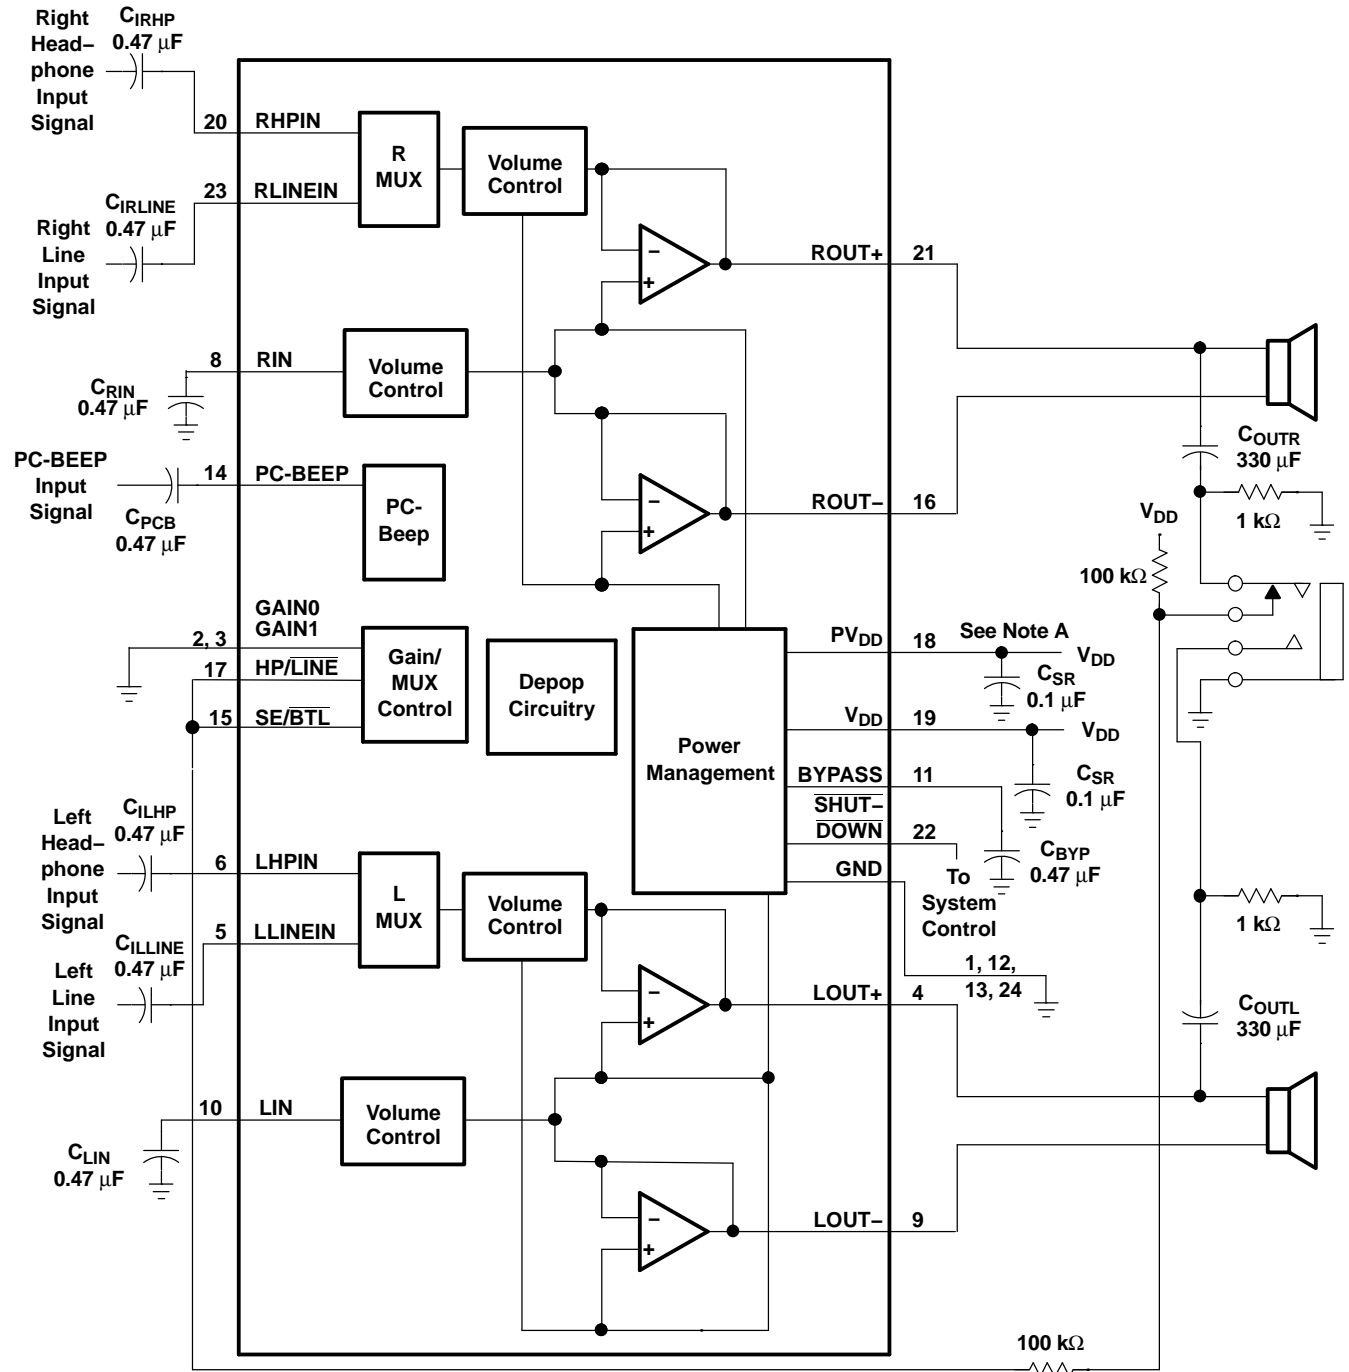 Right
Head–
phone
Input
Signal
CIRHP
0.47 μF
20
RHPIN
R
MUX
Volume
Control
23
RLINEIN
CIRLINE
0.47 μF
Right
Line
Input
Signal
–
+
ROUT+
21
8
RIN
Volume
Control
CRIN
0.47 μF
PC-BEEP
Input
Signal
14
PC-BEEP
CPCB
0.47 μF
PC-
Beep
–
+
ROUT–
16
COUTR
330 μF
1 kΩ
VDD
100 kΩ
GAIN0
GAIN1
2, 3
17
HP/LINE
15
SE/BTL
Gain/
MUX
Control
Depop
Circuitry
Power
Management
PVDD
18
See Note A
VDD
CSR
0.1 μF
VDD
19
VDD
CSR
0.1 μF
BYPASS
11
SHUT–
DOWN
22
CBYP
0.47 μF
GND
To
System
Control
1, 12,
13, 24
Left
Head–
phone
Input
Signal
CILHP
0.47 μF
6
LHPIN
L
MUX
Volume
Control
5
LLINEIN
CILLINE
0.47 μF
Left
Line
Input
Signal
–
+
LOUT+
4
1 kΩ
COUTL
330 μF
10
LIN
Volume
Control
CLIN
0.47 μF
–
+
LOUT–
9
100 kΩ